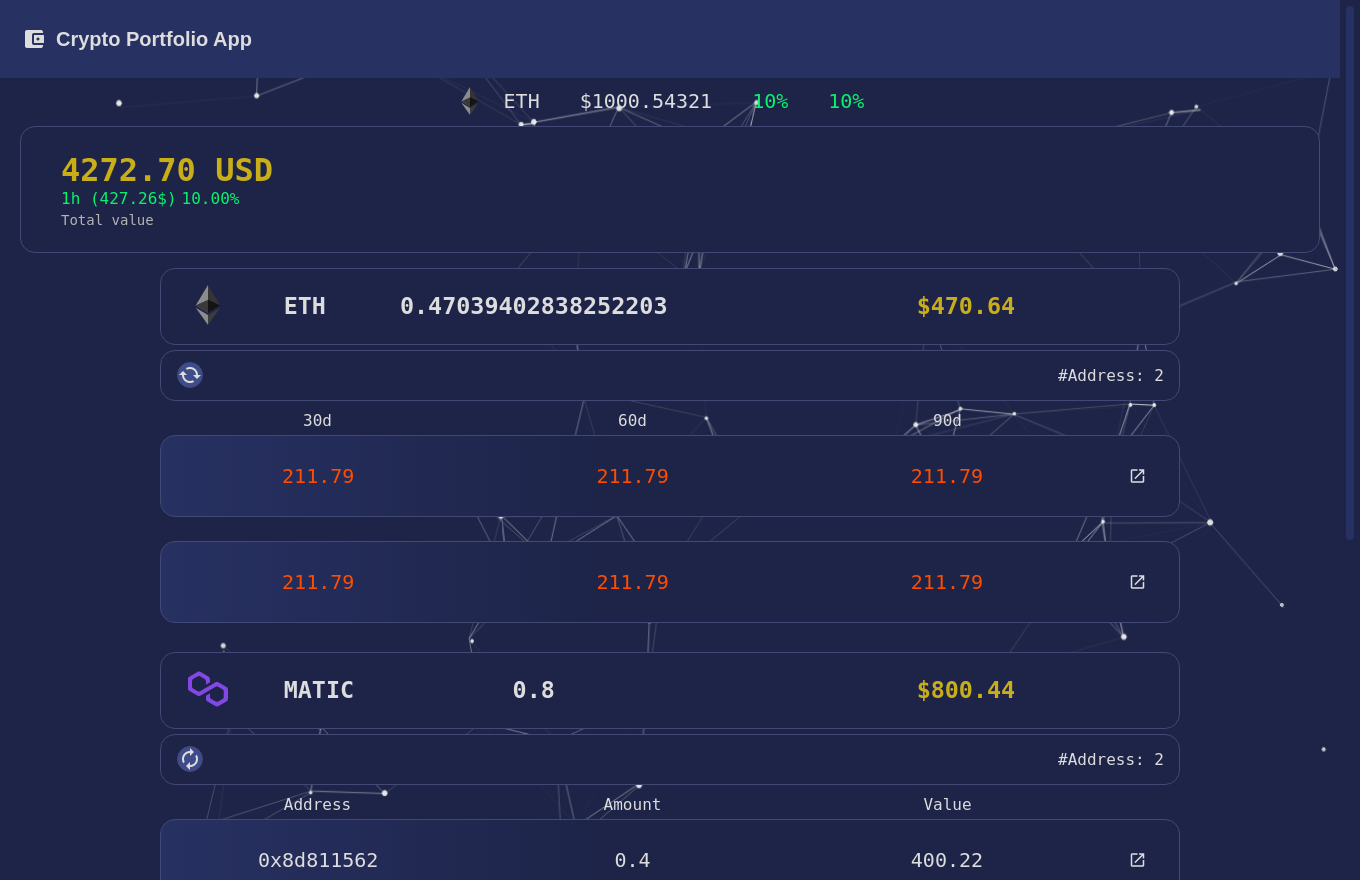 Crypto Portfolio App
ETH $1000.54321 10% 10%
4272.70 USD
1h (427.26$) 10.00%
Total value
ETH 0.47039402838252203 $470.64
#Address: 2
30d 60d 90d
211.79 211.79 211.79
211.79 211.79 211.79
MATIC 0.8 $800.44
#Address: 2
Address Amount Value
0x8d811562 0.4 400.22